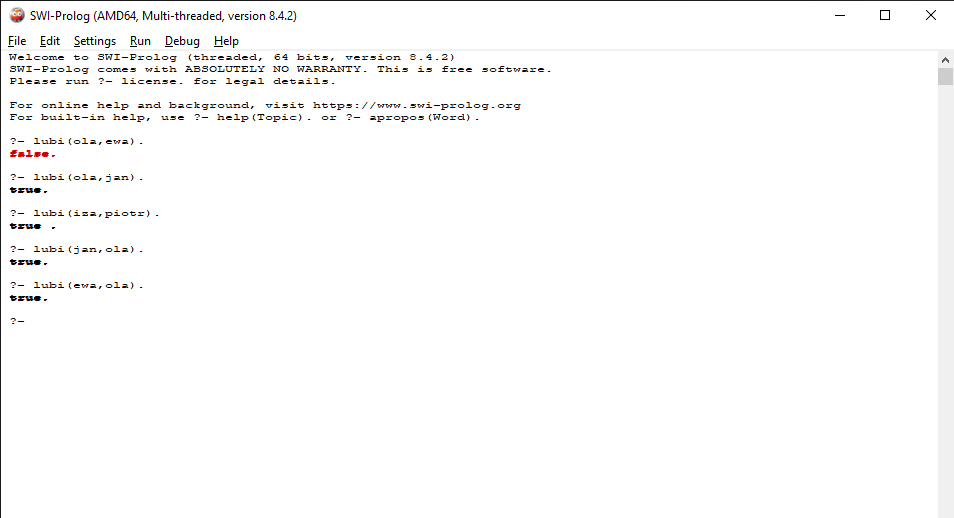 SWI-Prolog (AMD64, Multi-threaded, version 8.4.2)
File Edit Settings Run Debug Help
Welcome to SWI-Prolog (threaded, 64 bits, version 8.4.2)
SWI-Prolog comes with ABSOLUTELY NO WARRANTY. This is free software.
Please run ?- license. for legal details.
For online help and background, visit https://www.swi-prolog.org
For built-in help, use ?- help(Topic). or ?- apropos(Word).
?- lubi(ola,ewa).
false.
?- lubi(ola,jan).
true.
?- lubi(iza,piotr).
true .
?- lubi(jan,ola).
true.
?- lubi(ewa,ola).
true.
?-